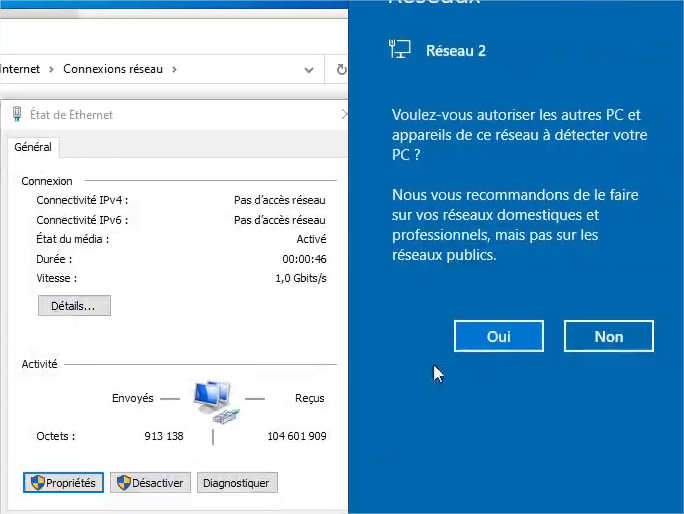 Réseaux
nternet > Connexions réseau >
Réseau 2
État de Ethernet
Général
Voulez-vous autoriser les autres PC et
appareils de ce réseau à détecter votre
PC ?
Nous vous recommandons de le faire
sur vos réseaux domestiques et
professionnels, mais pas sur les
réseaux publics.
Oui
Non
Connexion
Connectivité IPv4 : Pas d'accès réseau
Connectivité IPv6 : Pas d'accès réseau
État du média : Activé
Durée : 00:00:46
Vitesse : 1,0 Gbits/s
Détails...
Activité
Envoyés — — Reçus
Octets : 913 138 | 104 601 909
Propriétés
Désactiver
Diagnostiquer